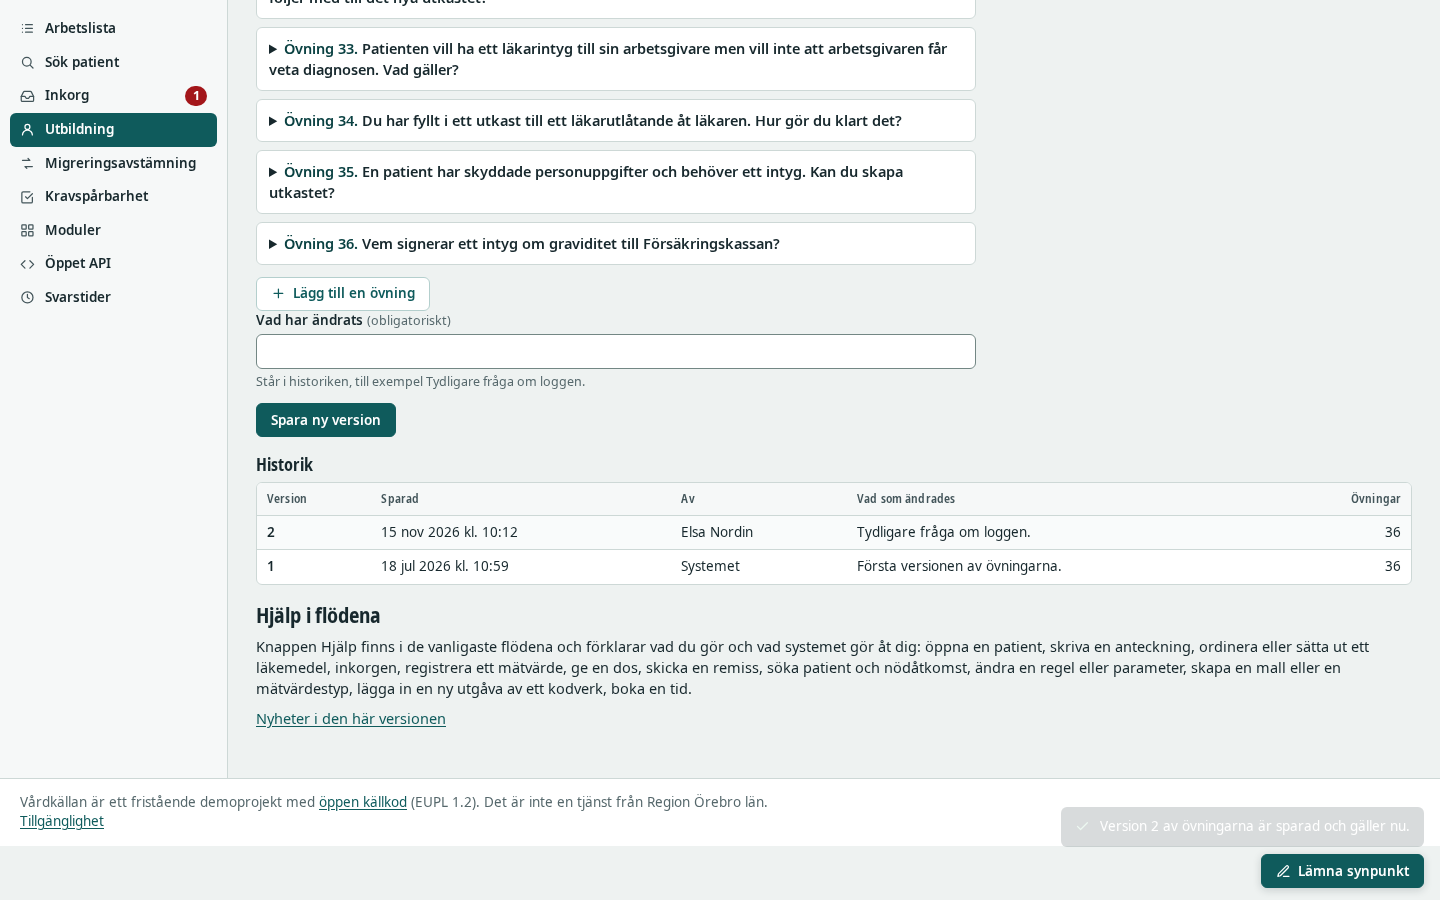 Arbetslista
Sök patient
Inkorg 1
Utbildning
Migreringsavstämning
Kravspårbarhet
Moduler
Öppet API
Svarstider
följer med till det nya utkastet?
Övning 33. Patienten vill ha ett läkarintyg till sin arbetsgivare men vill inte att arbetsgivaren får
veta diagnosen. Vad gäller?
Övning 34. Du har fyllt i ett utkast till ett läkarutlåtande åt läkaren. Hur gör du klart det?
Övning 35. En patient har skyddade personuppgifter och behöver ett intyg. Kan du skapa
utkastet?
Övning 36. Vem signerar ett intyg om graviditet till Försäkringskassan?
Lägg till en övning
Vad har ändrats (obligatoriskt)
Står i historiken, till exempel Tydligare fråga om loggen.
Spara ny version
Historik
Version Sparad Av Vad som ändrades Övningar
2 15 nov 2026 kl. 10:12 Elsa Nordin Tydligare fråga om loggen. 36
1 18 jul 2026 kl. 10:59 Systemet Första versionen av övningarna. 36
Hjälp i flödena
Knappen Hjälp finns i de vanligaste flödena och förklarar vad du gör och vad systemet gör åt dig: öppna en patient, skriva en anteckning, ordinera eller sätta ut ett
läkemedel, inkorgen, registrera ett mätvärde, ge en dos, skicka en remiss, söka patient och nödåtkomst, ändra en regel eller parameter, skapa en mall eller en
mätvärdestyp, lägga in en ny utgåva av ett kodverk, boka en tid.
Nyheter i den här versionen
Vårdkällan är ett fristående demoprojekt med öppen källkod (EUPL 1.2). Det är inte en tjänst från Region Örebro län.
Tillgänglighet
Version 2 av övningarna är sparad och gäller nu.
Lämna synpunkt